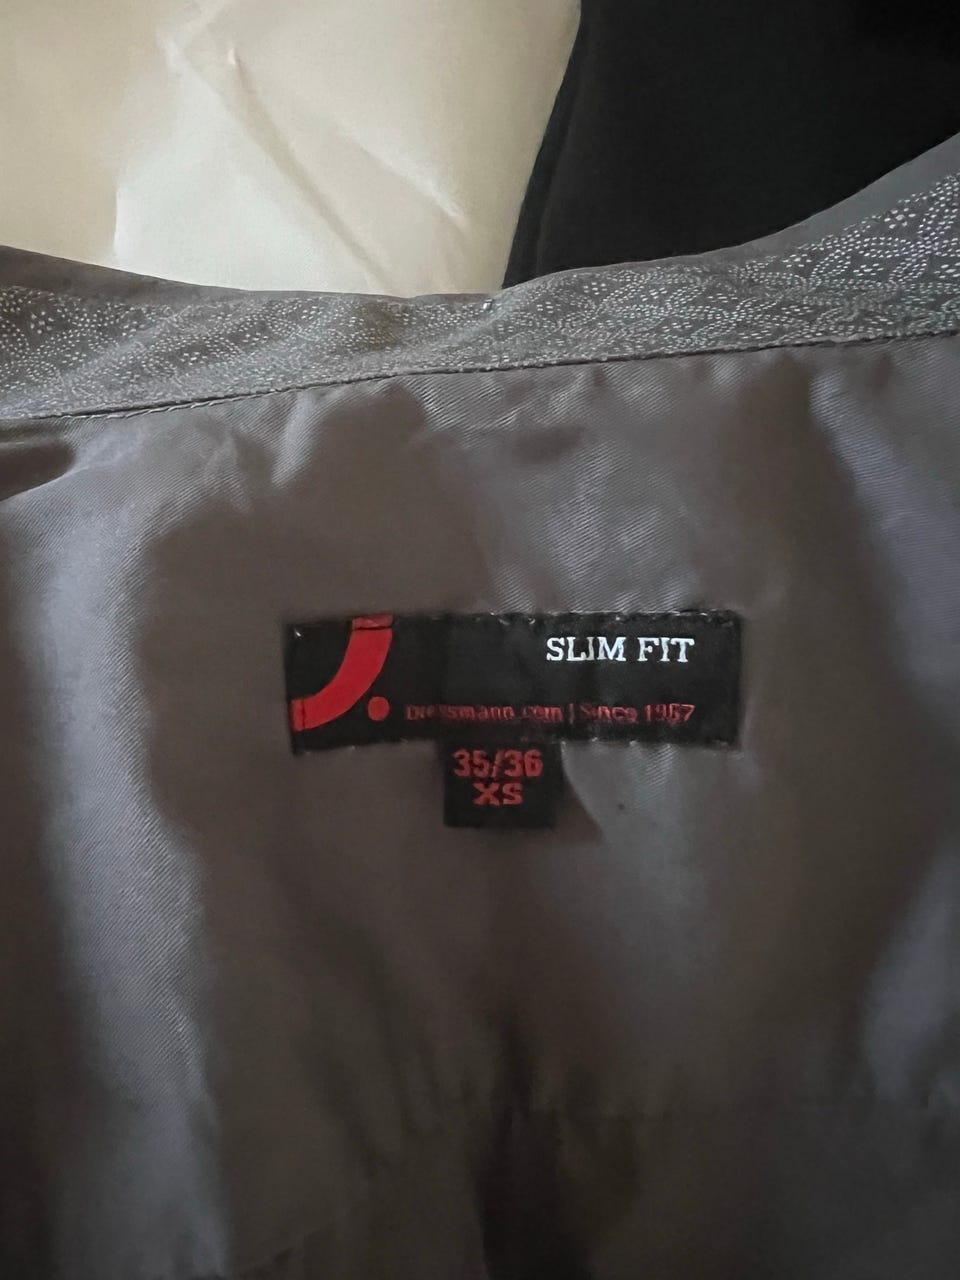 SLIM FIT
Dressmann.com | Since 1967
35/36
XS